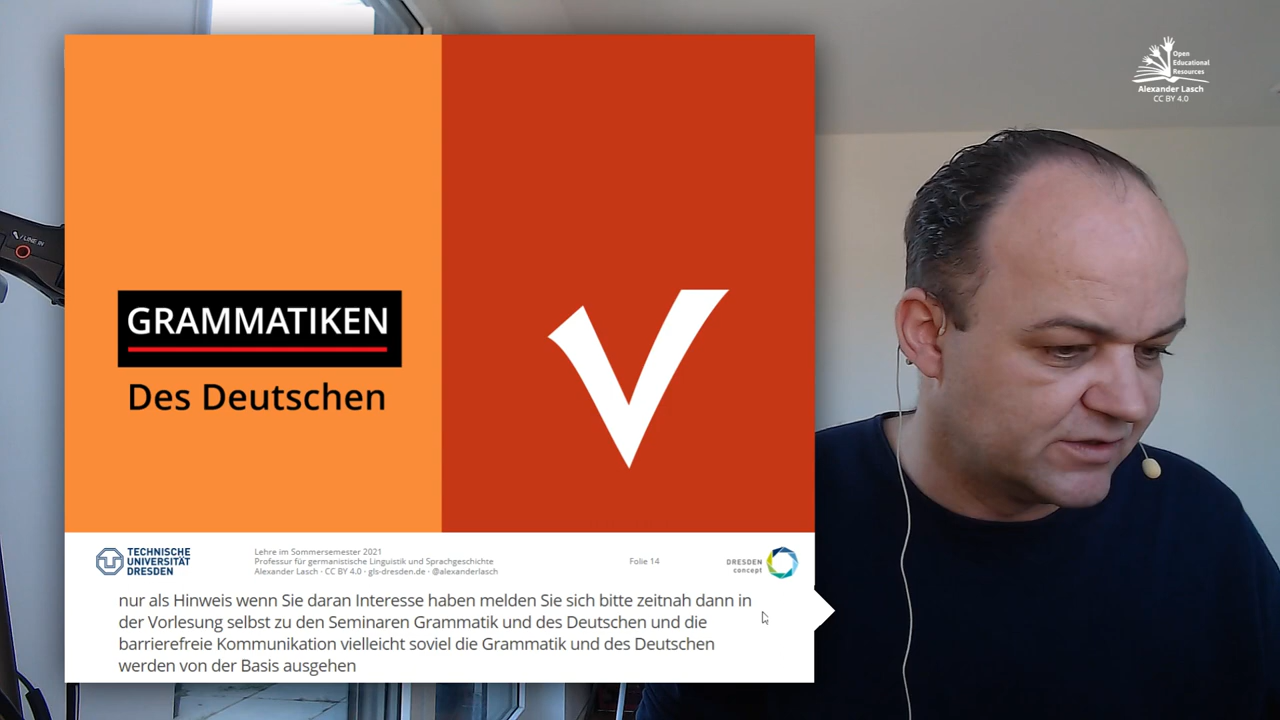 Open
Educational
Resources
Alexander Lasch
CC BY 4.0
LINE IN
GRAMMATIKEN
Des Deutschen
TECHNISCHE
UNIVERSITÄT
DRESDEN
Lehre im Sommersemester 2021
Professur für germanistische Linguistik und Sprachgeschichte
Alexander Lasch · CC BY 4.0 · gls-dresden.de · @alexanderlasch
Folie 14
DRESDEN
concept
nur als Hinweis wenn Sie daran Interesse haben melden Sie sich bitte zeitnah dann in
der Vorlesung selbst zu den Seminaren Grammatik und des Deutschen und die
barrierefreie Kommunikation vielleicht soviel die Grammatik und des Deutschen
werden von der Basis ausgehen